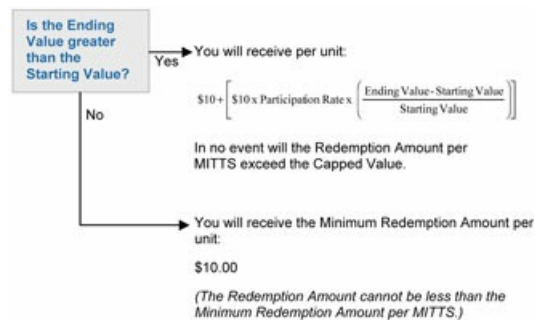 Is the Ending
Value greater
than the
Starting Value?
Yes
You will receive per unit:
$10 + [$10 x Participation Rate x (Ending Value - Starting Value / Starting Value)]
In no event will the Redemption Amount per
MITTS exceed the Capped Value.
No
You will receive the Minimum Redemption Amount per
unit:
$10.00
(The Redemption Amount cannot be less than the
Minimum Redemption Amount per MITTS.)